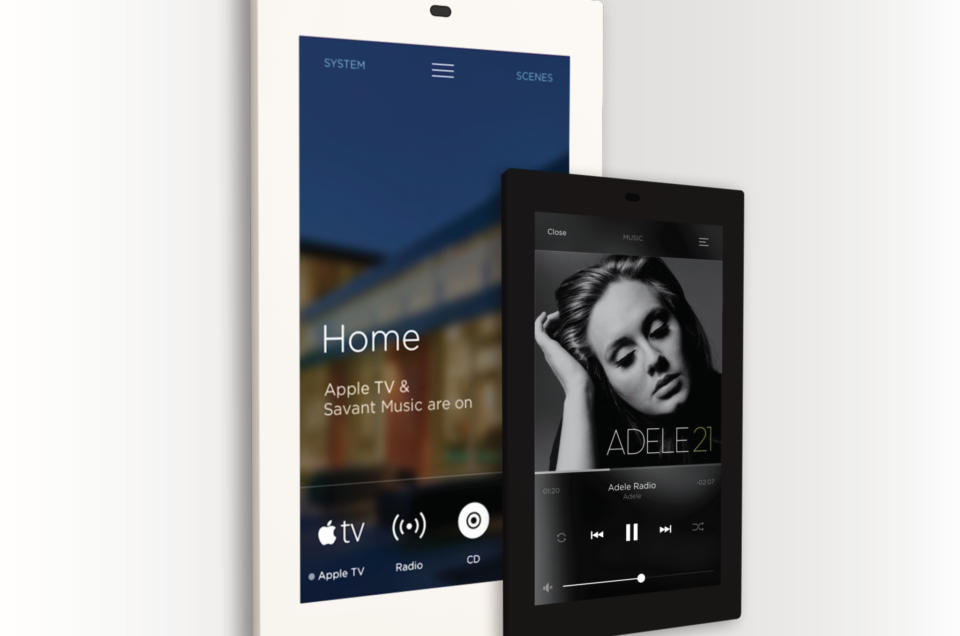 SYSTEM
SCENES
Home
Apple TV &
Savant Music are on
tv
Apple TV
Radio
CD
Close
MUSIC
ADELE 21
01:20
Adele Radio
-02:07
Adele